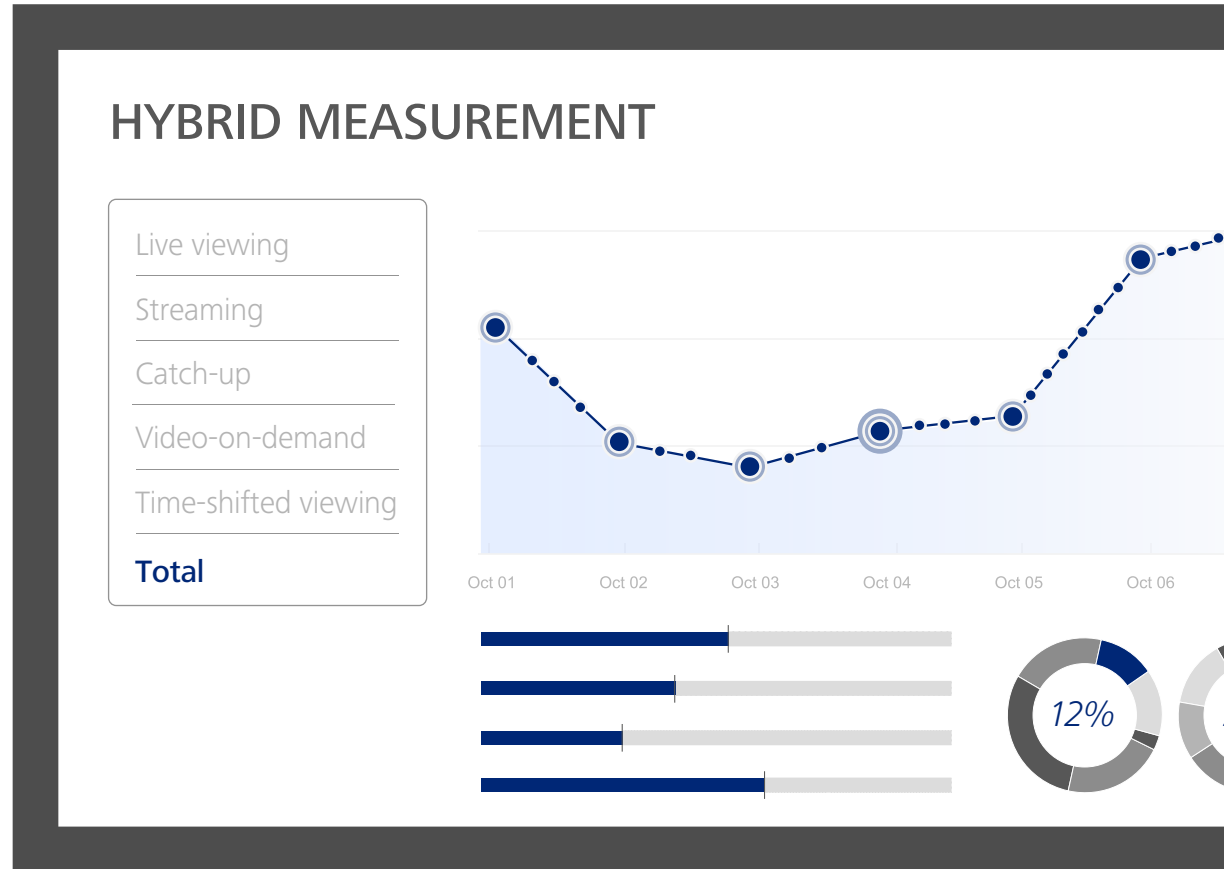 HYBRID MEASUREMENT
Live viewing
Streaming
Catch-up
Video-on-demand
Time-shifted viewing
Total
Oct 01 Oct 02 Oct 03 Oct 04 Oct 05 Oct 06
12%